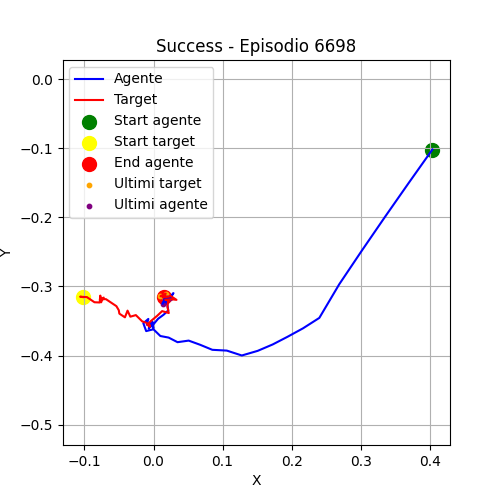 Success - Episodio 6698
0.0
−0.1
−0.2
−0.3
−0.4
−0.5
Y
Agente
Target
Start agente
Start target
End agente
Ultimi target
Ultimi agente
−0.1
0.0
0.1
0.2
0.3
0.4
X